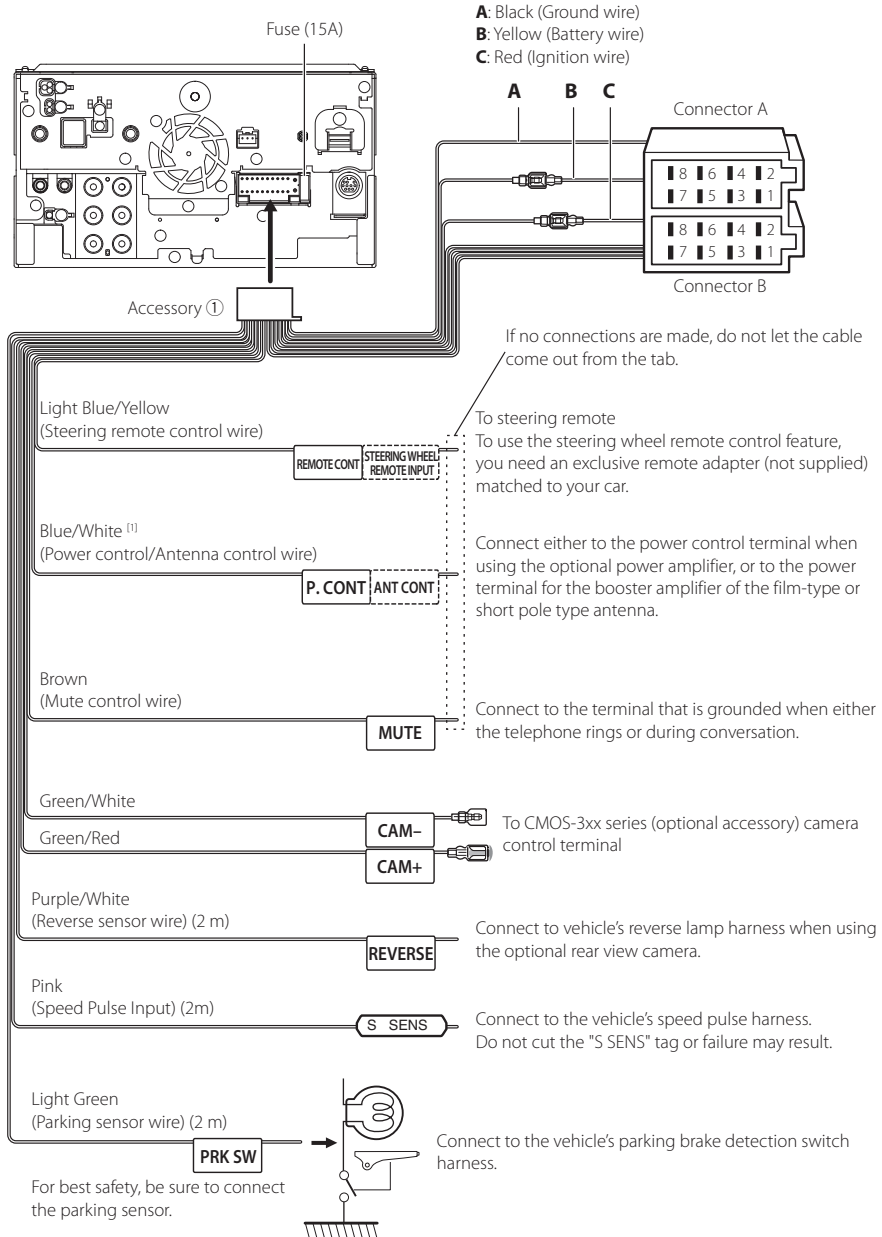 Fuse (15A)
A: Black (Ground wire)
B: Yellow (Battery wire)
C: Red (Ignition wire)
A B C
Connector A
8 6 4 2
7 5 3 1
8 6 4 2
7 5 3 1
Connector B
Accessory ①
If no connections are made, do not let the cable
come out from the tab.
Light Blue/Yellow
(Steering remote control wire)
REMOTE CONT
STEERING WHEEL
REMOTE INPUT
To steering remote
To use the steering wheel remote control feature,
you need an exclusive remote adapter (not supplied)
matched to your car.
Blue/White [1]
(Power control/Antenna control wire)
P. CONT ANT CONT
Connect either to the power control terminal when
using the optional power amplifier, or to the power
terminal for the booster amplifier of the film-type or
short pole type antenna.
Brown
(Mute control wire)
MUTE
Connect to the terminal that is grounded when either
the telephone rings or during conversation.
Green/White
CAM–
Green/Red
CAM+
To CMOS-3xx series (optional accessory) camera
control terminal
Purple/White
(Reverse sensor wire) (2 m)
REVERSE
Connect to vehicle's reverse lamp harness when using
the optional rear view camera.
Pink
(Speed Pulse Input) (2m)
S SENS
Connect to the vehicle's speed pulse harness.
Do not cut the "S SENS" tag or failure may result.
Light Green
(Parking sensor wire) (2 m)
PRK SW
Connect to the vehicle's parking brake detection switch
harness.
For best safety, be sure to connect
the parking sensor.